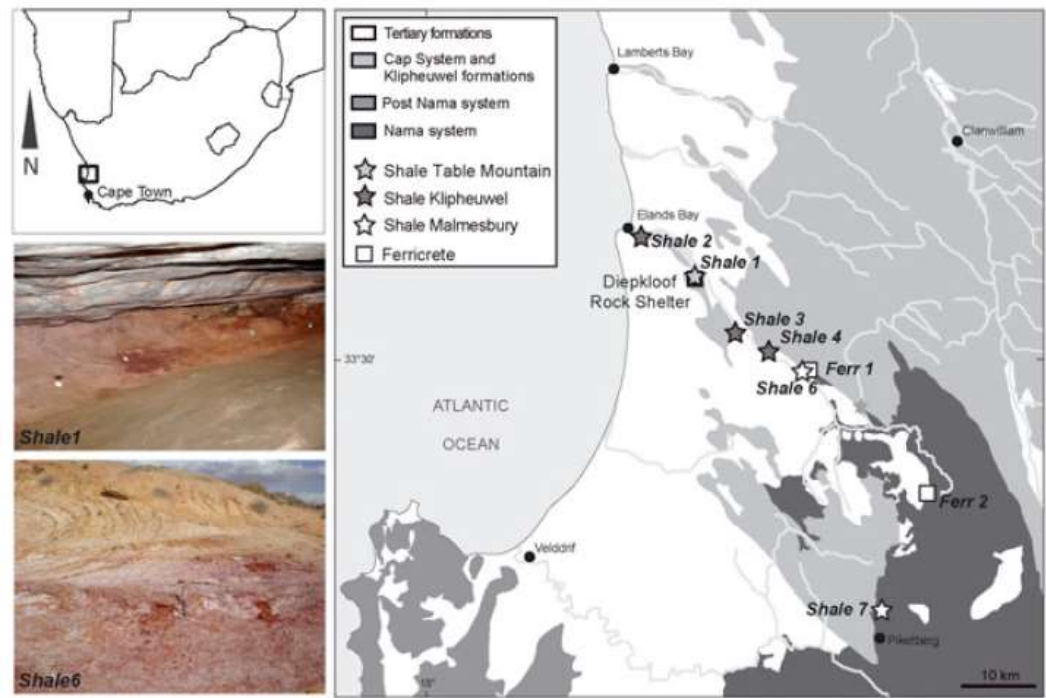 N
Cape Town
Shale1
Shale6
Tertiary formations
Cap System and
Klipheuwel formations
Post Nama system
Nama system
Shale Table Mountain
Shale Klipheuwel
Shale Malmesbury
Ferricrete
Lamberts Bay
Clanwilliam
Elands Bay
Shale 2
Shale 1
Diepkloof
Rock Shelter
Shale 3
Shale 4
33°30'
Ferr 1
Shale 6
ATLANTIC
OCEAN
Ferr 2
Velddrif
Shale 7
Piketberg
10 km